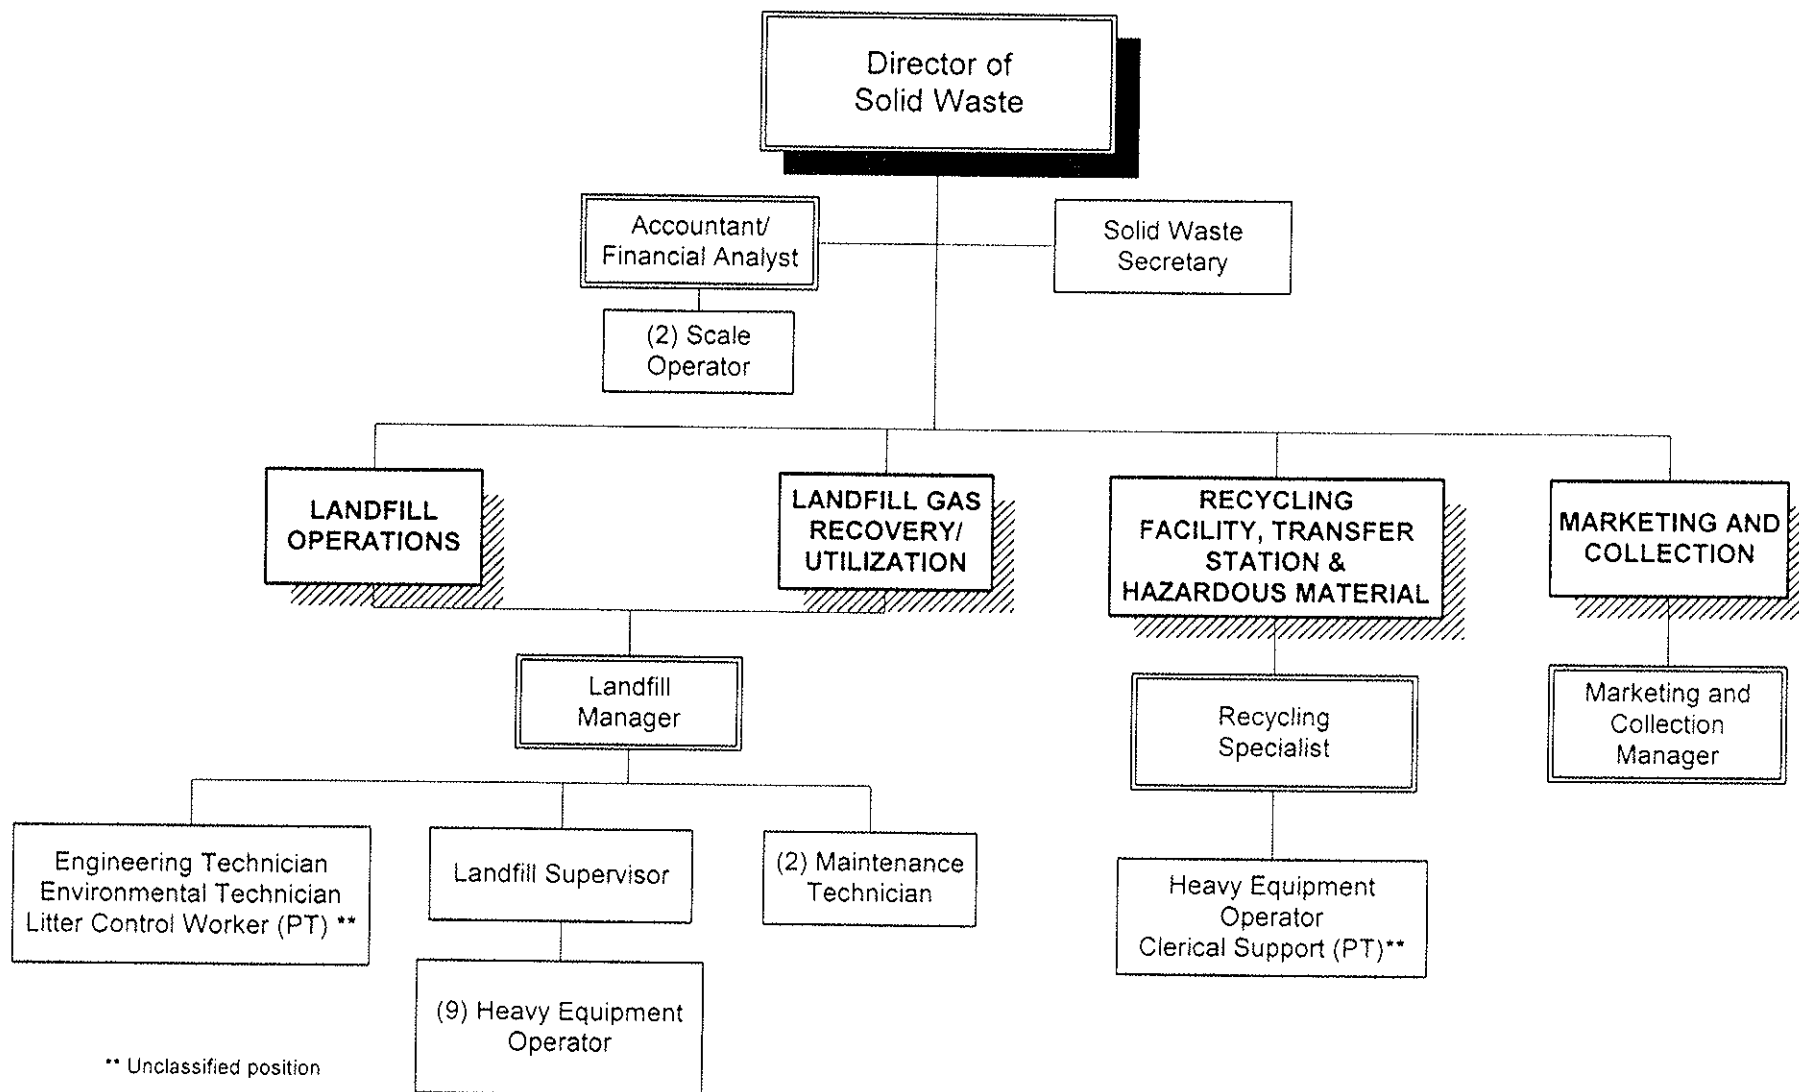 Director of
Solid Waste
Accountant/
Financial Analyst
Solid Waste
Secretary
(2) Scale
Operator
LANDFILL
OPERATIONS
LANDFILL GAS
RECOVERY/
UTILIZATION
RECYCLING
FACILITY, TRANSFER
STATION &
HAZARDOUS MATERIAL
MARKETING AND
COLLECTION
Landfill
Manager
Recycling
Specialist
Marketing and
Collection
Manager
Engineering Technician
Environmental Technician
Litter Control Worker (PT) **
Landfill Supervisor
(2) Maintenance
Technician
Heavy Equipment
Operator
Clerical Support (PT)**
(9) Heavy Equipment
Operator
** Unclassified position